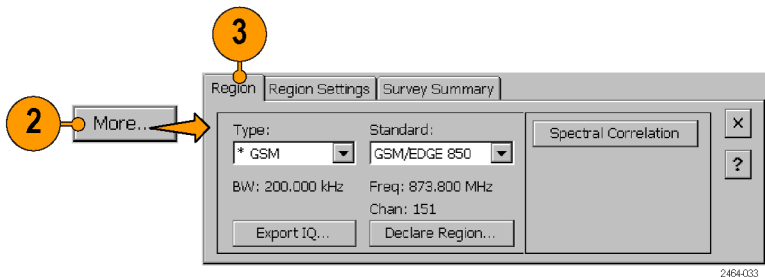 3
Region Region Settings Survey Summary
2 More...
Type: Standard:
* GSM GSM/EDGE 850
Spectral Correlation
×
?
BW: 200.000 kHz Freq: 873.800 MHz
Chan: 151
Export IQ... Declare Region...
2464-033